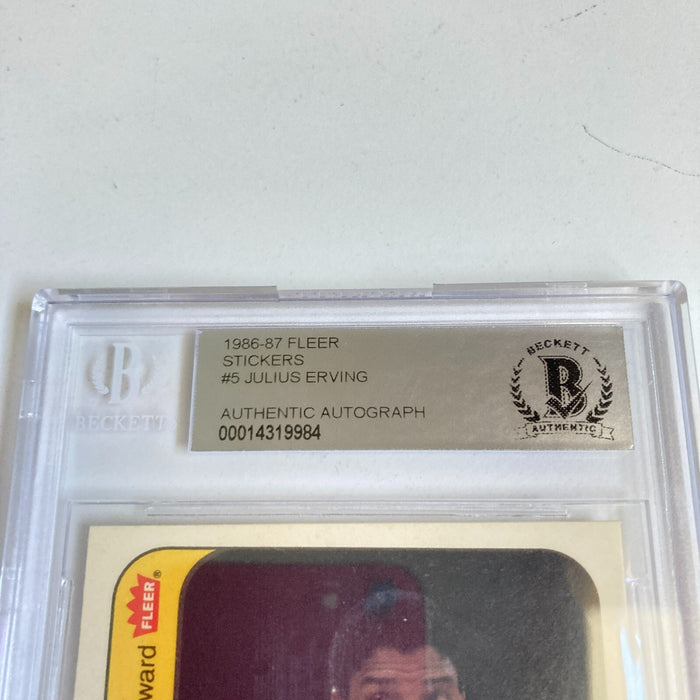 1986-87 FLEER
STICKERS
#5 JULIUS ERVING
AUTHENTIC AUTOGRAPH
00014319984
BECKETT
B
AUTHENTIC
B
BECKETT
FLEER®
ward